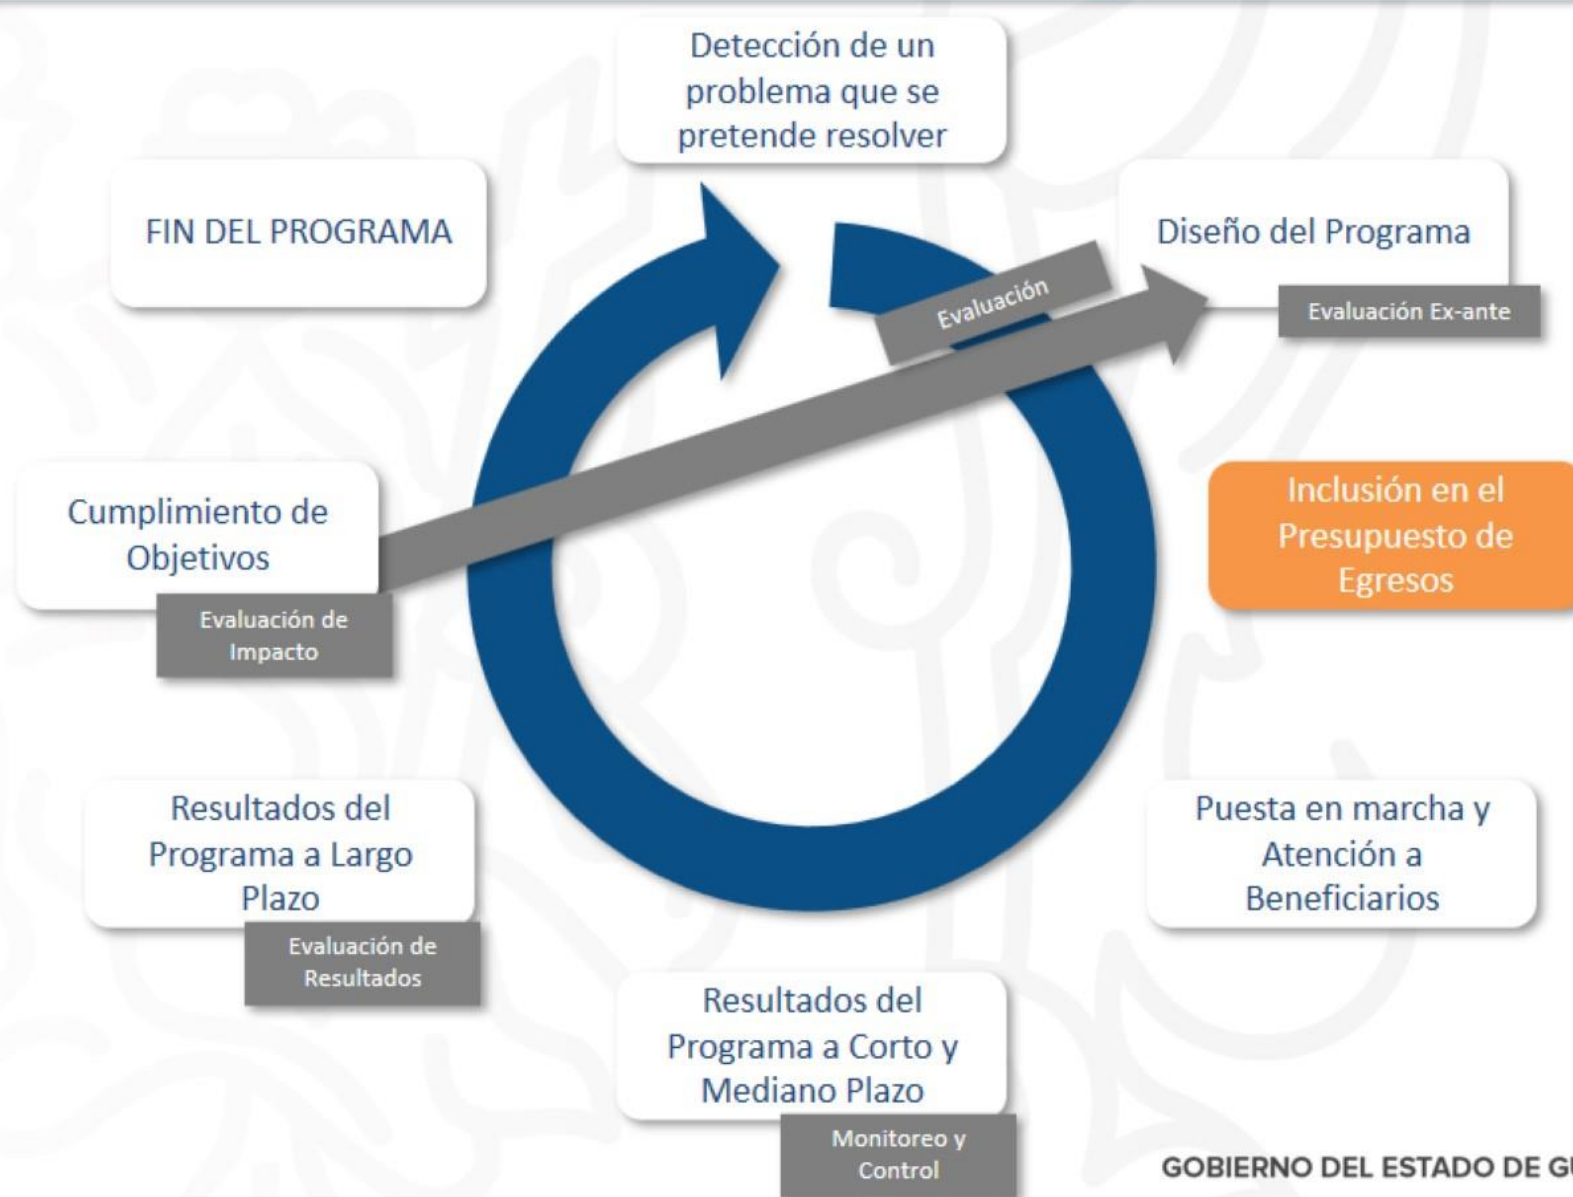 Detección de un
problema que se
pretende resolver
FIN DEL PROGRAMA
Diseño del Programa
Evaluación
Evaluación Ex-ante
Cumplimiento de
Objetivos
Evaluación de
Impacto
Inclusión en el
Presupuesto de
Egresos
Resultados del
Programa a Largo
Plazo
Evaluación de
Resultados
Puesta en marcha y
Atención a
Beneficiarios
Resultados del
Programa a Corto y
Mediano Plazo
Monitoreo y
Control
GOBIERNO DEL ESTADO DE